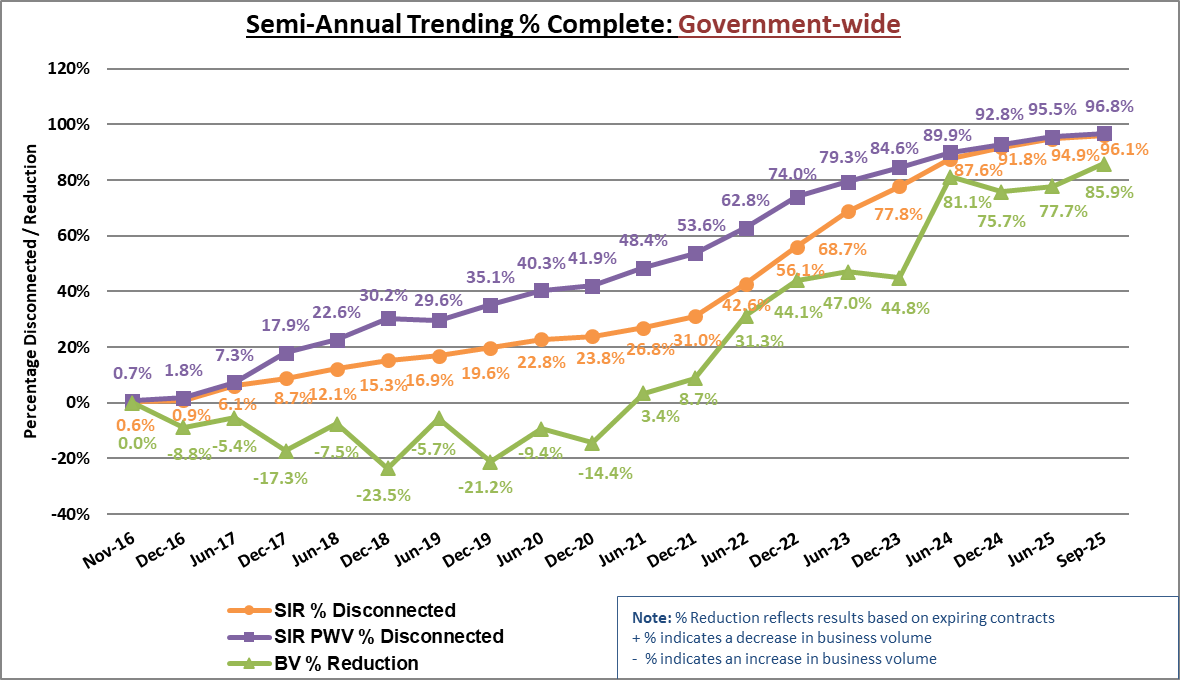 Semi-Annual Trending % Complete: Government-wide
Percentage Disconnected / Reduction
120%
100%
80%
60%
40%
20%
0%
-20%
-40%
0.7%
1.8%
7.3%
17.9%
22.6%
30.2%
29.6%
35.1%
40.3%
41.9%
48.4%
53.6%
62.8%
74.0%
79.3%
84.6%
89.9%
92.8%
95.5%
96.8%
0.6%
0.9%
6.1%
8.7%
12.1%
15.3%
16.9%
19.6%
22.8%
23.8%
26.8%
31.0%
42.6%
56.1%
68.7%
77.8%
87.6%
91.8%
94.9%
96.1%
0.0%
-8.8%
-5.4%
-17.3%
-7.5%
-23.5%
-5.7%
-21.2%
-9.4%
-14.4%
3.4%
8.7%
31.3%
44.1%
47.0%
44.8%
81.1%
75.7%
77.7%
85.9%
Nov-16
Dec-16
Jun-17
Dec-17
Jun-18
Dec-18
Jun-19
Dec-19
Jun-20
Dec-20
Jun-21
Dec-21
Jun-22
Dec-22
Jun-23
Dec-23
Jun-24
Dec-24
Jun-25
Sep-25
SIR % Disconnected
SIR PWV % Disconnected
BV % Reduction
Note: % Reduction reflects results based on expiring contracts
+ % indicates a decrease in business volume
- % indicates an increase in business volume